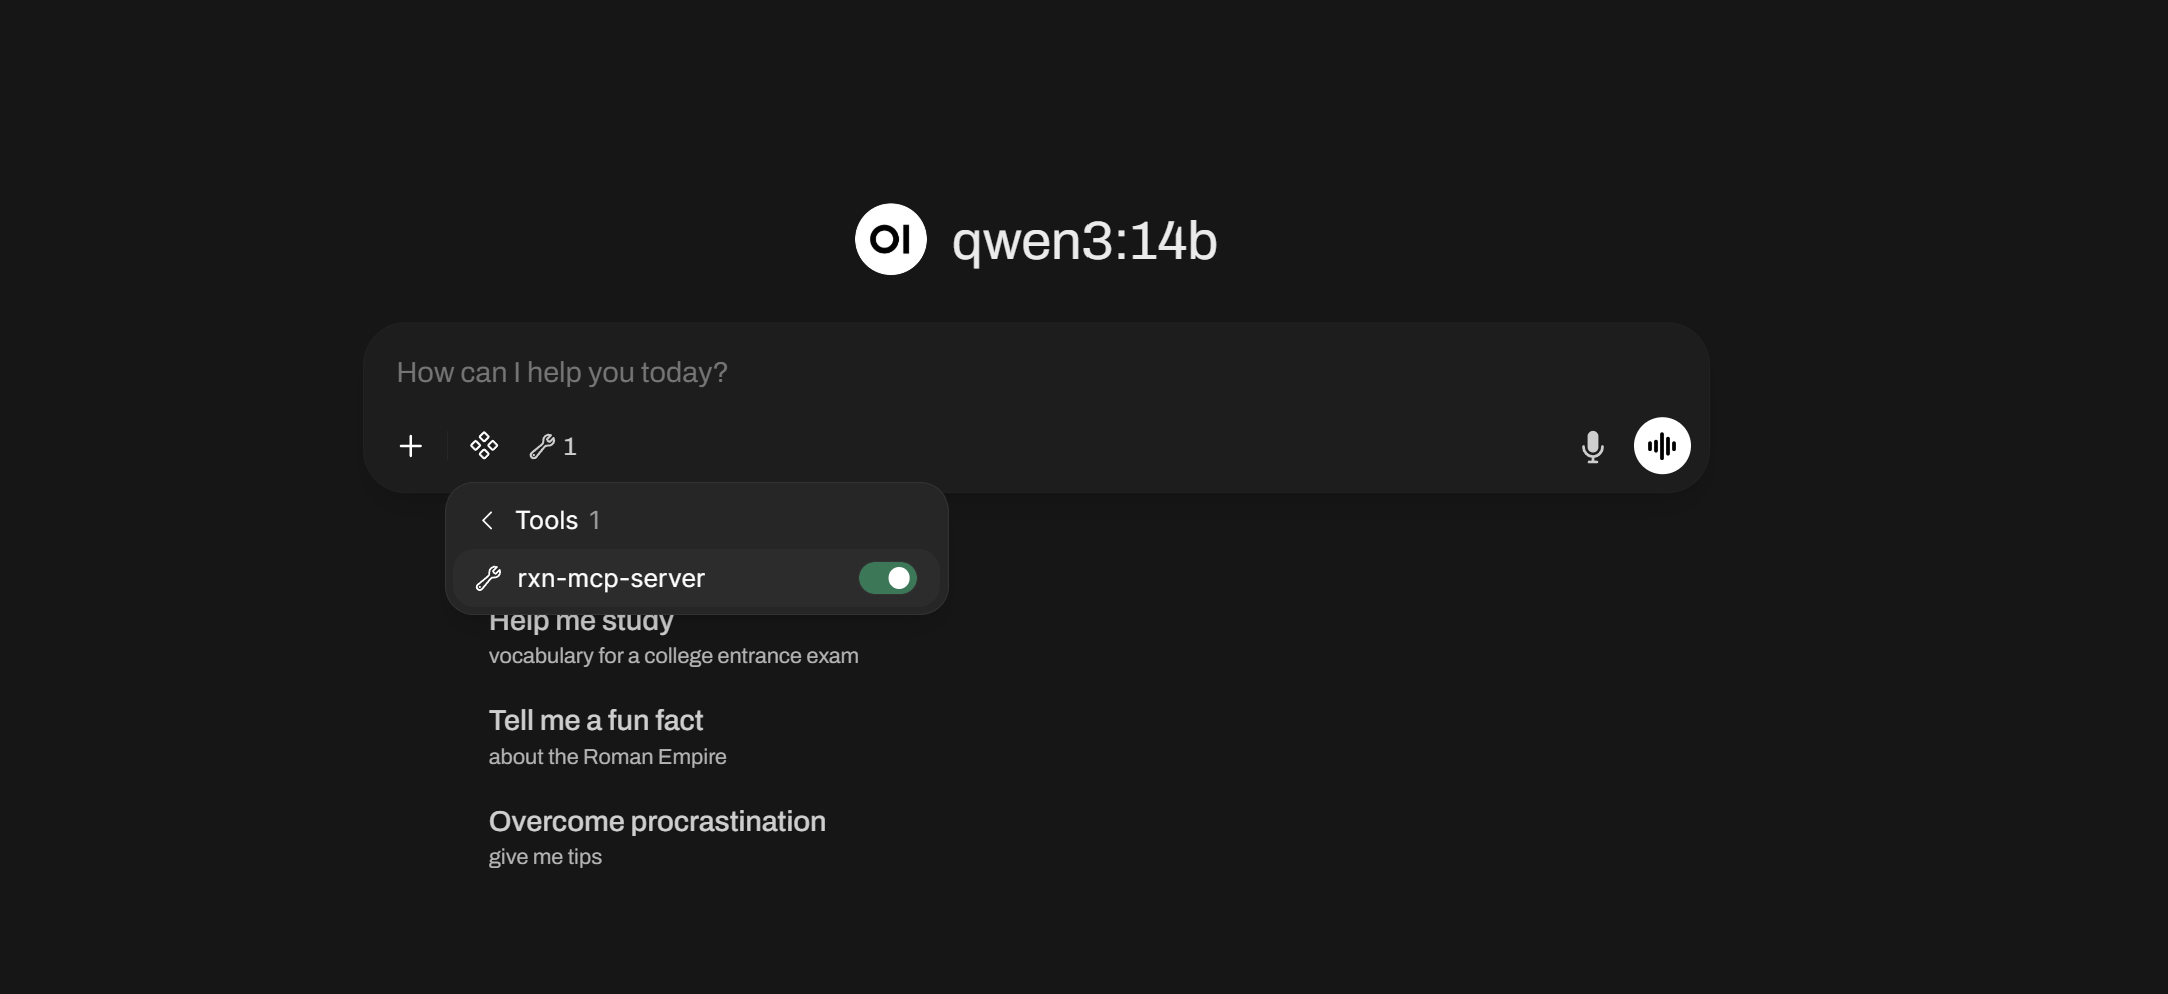 OI qwen3:14b
How can I help you today?
1
Tools 1
rxn-mcp-server
Help me study
vocabulary for a college entrance exam
Tell me a fun fact
about the Roman Empire
Overcome procrastination
give me tips